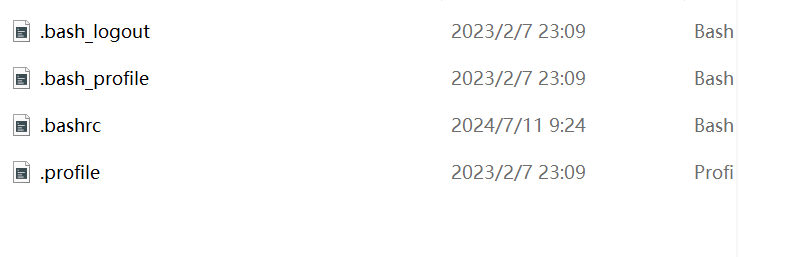 .bash_logout 2023/2/7 23:09 Bash
.bash_profile 2023/2/7 23:09 Bash
.bashrc 2024/7/11 9:24 Bash
.profile 2023/2/7 23:09 Profi